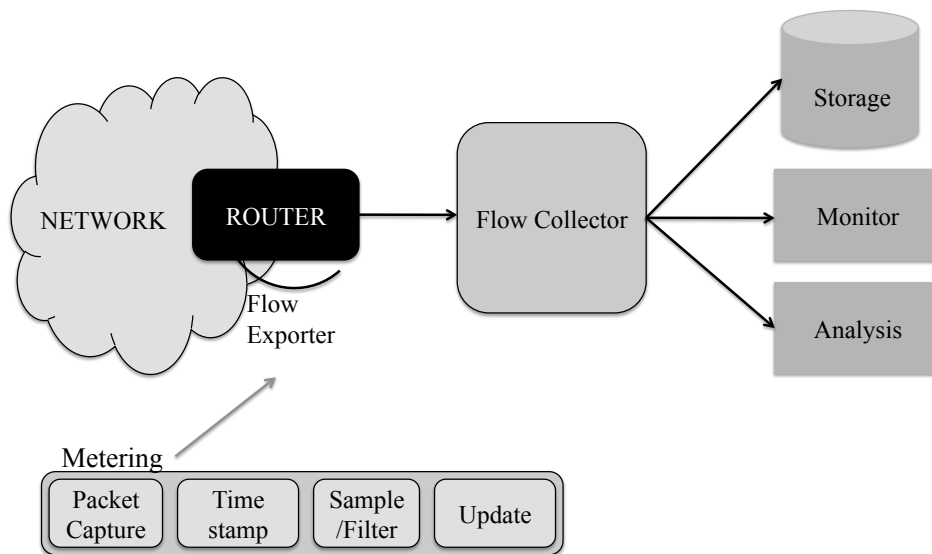 Storage
NETWORK
ROUTER
Flow Collector
Monitor
Flow
Exporter
Analysis
Metering
Packet
Capture
Time
stamp
Sample
/Filter
Update